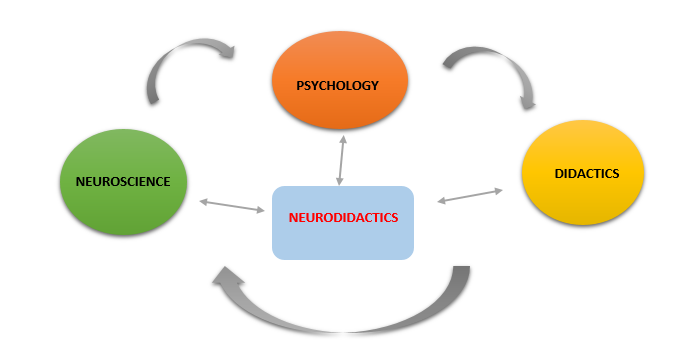 PSYCHOLOGY
NEUROSCIENCE
DIDACTICS
NEURODIDACTICS